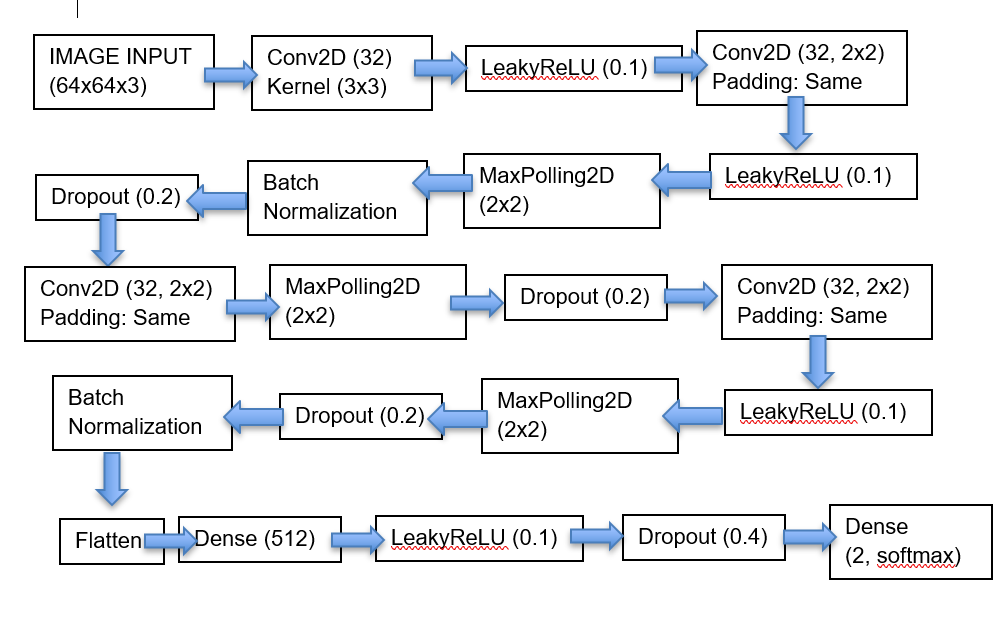 IMAGE INPUT
(64x64x3)
Conv2D (32)
Kernel (3x3)
LeakyReLU (0.1)
Conv2D (32, 2x2)
Padding: Same
LeakyReLU (0.1)
MaxPolling2D
(2x2)
Batch
Normalization
Dropout (0.2)
Conv2D (32, 2x2)
Padding: Same
MaxPolling2D
(2x2)
Dropout (0.2)
Conv2D (32, 2x2)
Padding: Same
LeakyReLU (0.1)
MaxPolling2D
(2x2)
Dropout (0.2)
Batch
Normalization
Flatten
Dense (512)
LeakyReLU (0.1)
Dropout (0.4)
Dense
(2, softmax)